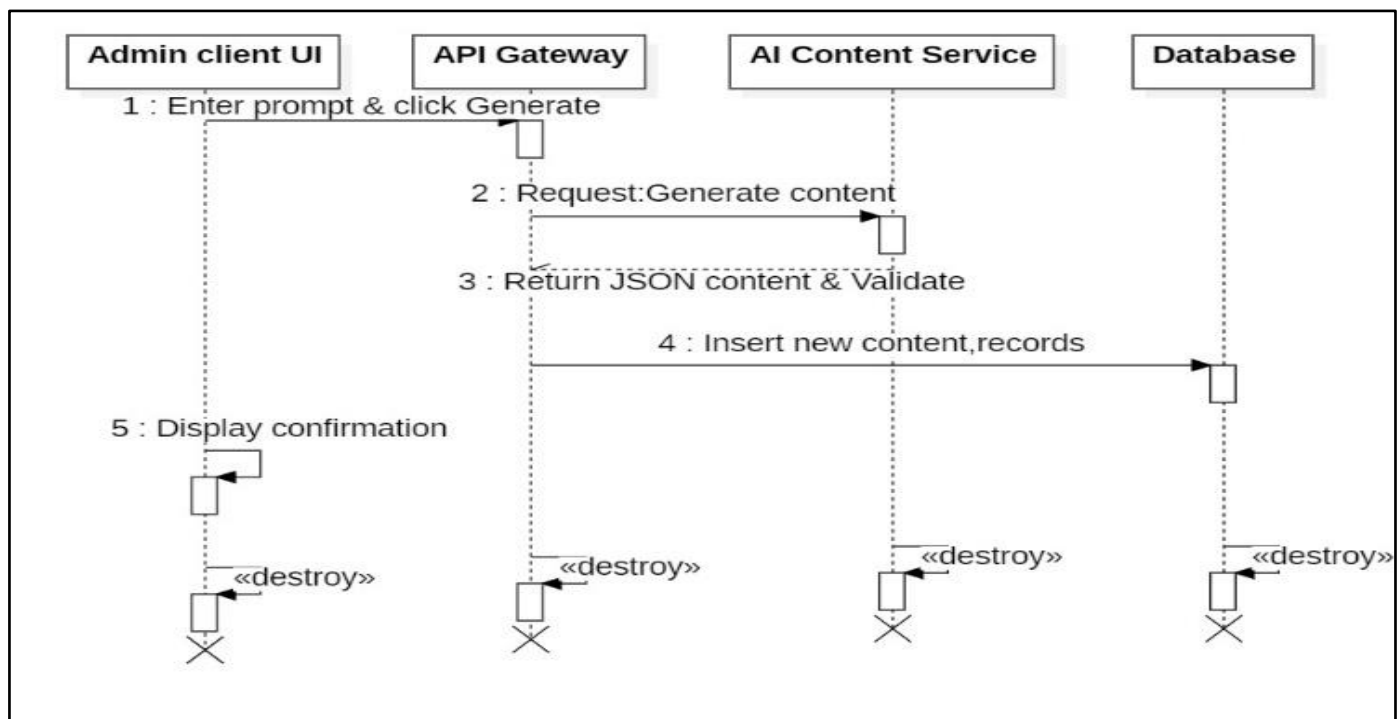 Admin client UI
API Gateway
AI Content Service
Database
1 : Enter prompt & click Generate
2 : Request:Generate content
3 : Return JSON content & Validate
4 : Insert new content,records
5 : Display confirmation
«destroy»
«destroy»
«destroy»
«destroy»